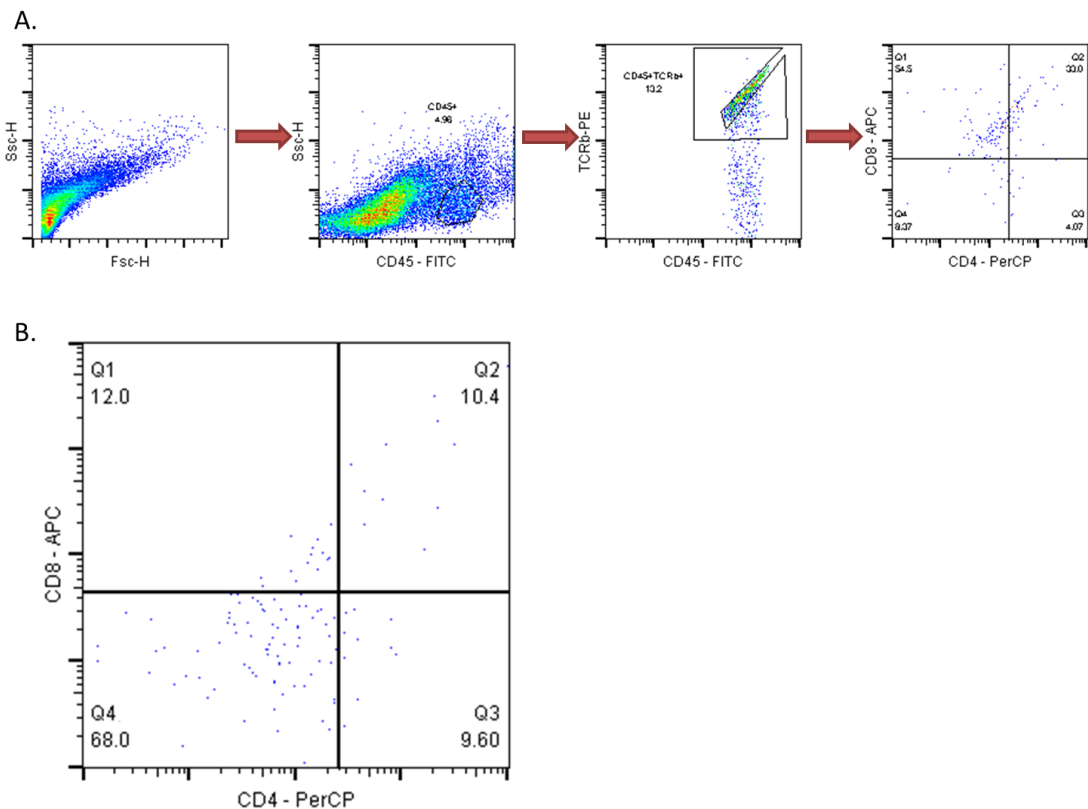 A.
Ssc-H
Fsc-H
CD45+
4.96
Ssc-H
CD45 - FITC
CD45+TCRb+
13.2
TCRb-PE
CD45 - FITC
Q1
54.5
Q2
33.0
CD8 - APC
Q4
8.37
Q3
4.07
CD4 - PerCP
B.
Q1
12.0
Q2
10.4
CD8 - APC
Q4
68.0
Q3
9.60
CD4 - PerCP